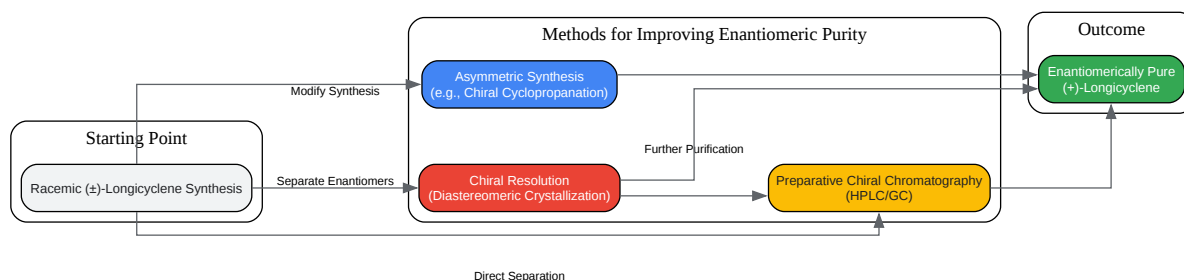 Methods for Improving Enantiomeric Purity
Outcome
Asymmetric Synthesis
(e.g., Chiral Cyclopropanation)
Enantiomerically Pure
(+)-Longicyclene
Modify Synthesis
Starting Point
Further Purification
Racemic (±)-Longicyclene Synthesis
Separate Enantiomers
Chiral Resolution
(Diastereomeric Crystallization)
Preparative Chiral Chromatography
(HPLC/GC)
Direct Separation